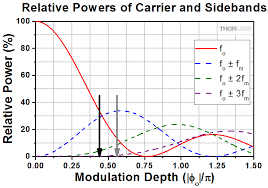 Relative Powers of Carrier and Sidebands
THORLABS
Relative Power (%)
100
80
60
40
20
0
f₀
f₀ ± fₘ
f₀ ± 2fₘ
f₀ ± 3fₘ
0.00
0.25
0.50
0.75
1.00
1.25
1.50
Modulation Depth (|ϕ₀|/π)